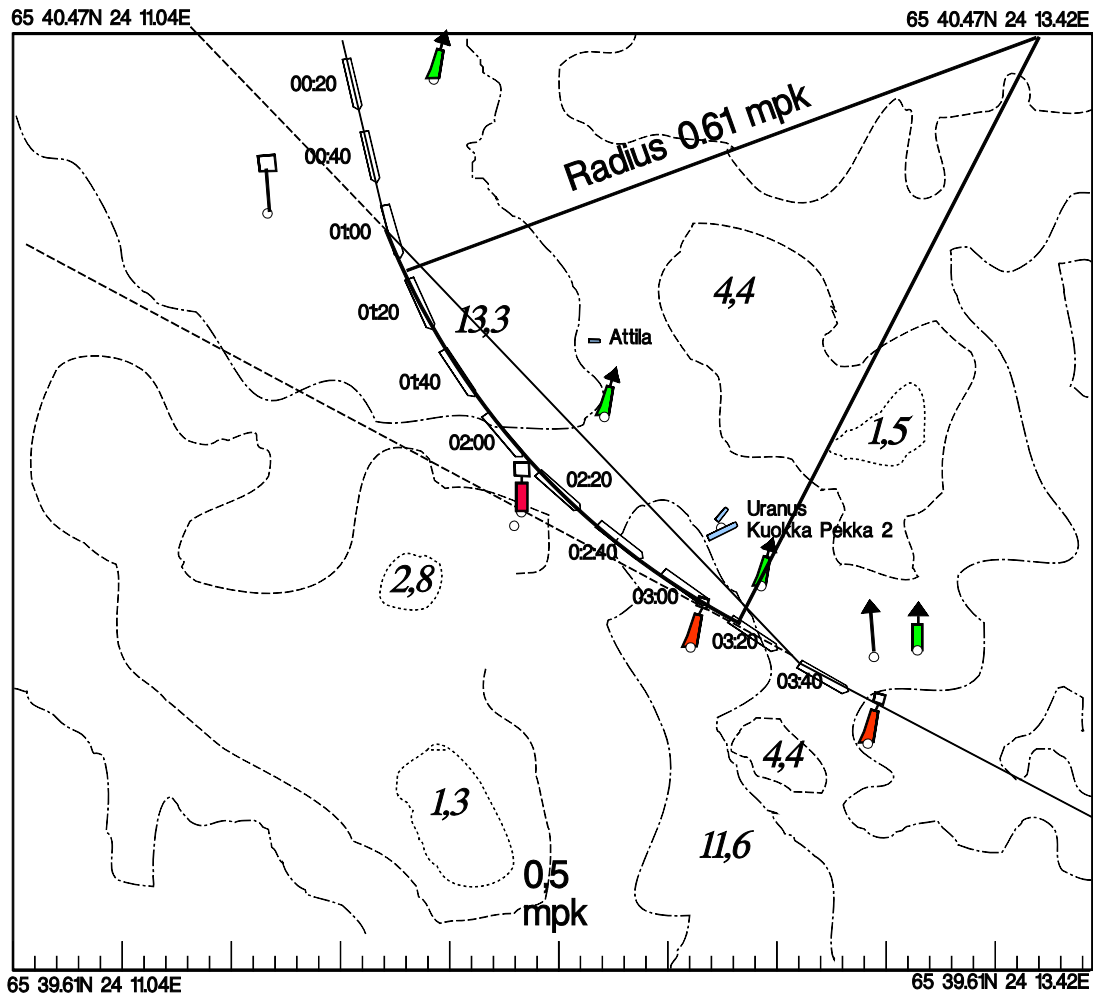 65 40.47N 24 11.04E
65 40.47N 24 13.42E
00:20
Radius 0.61 mpk
00:40
01:00
4,4
01:20
13,3
Attila
01:40
1,5
02:00
02:20
Uranus
Kuokka Pekka 2
0:2:40
2,8
03:00
03:20
03:40
4,4
1,3
11,6
0,5
mpk
65 39.61N 24 11.04E
65 39.61N 24 13.42E